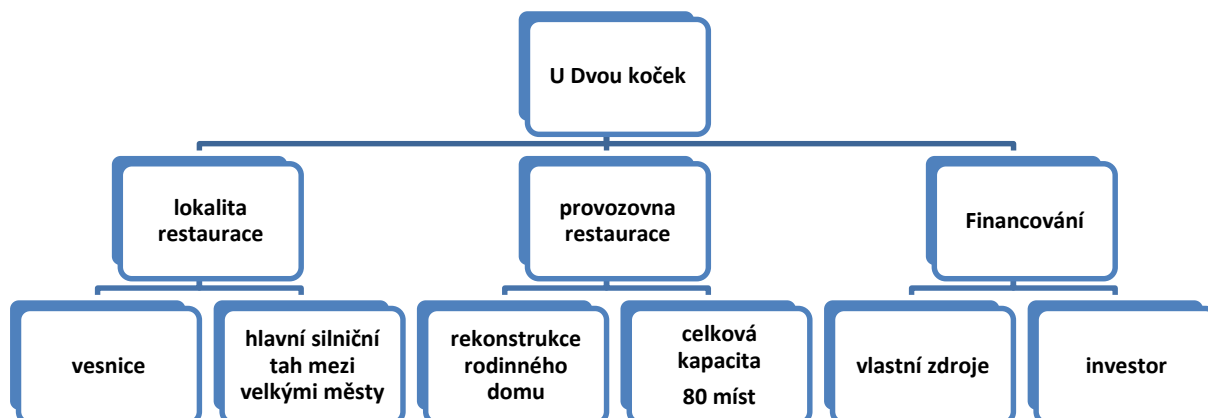 U Dvou koček
lokalita
restaurace
provozovna
restaurace
Financování
vesnice
hlavní silniční
tah mezi
velkými městy
rekonstrukce
rodinného
domu
celková
kapacita
80 míst
vlastní zdroje
investor